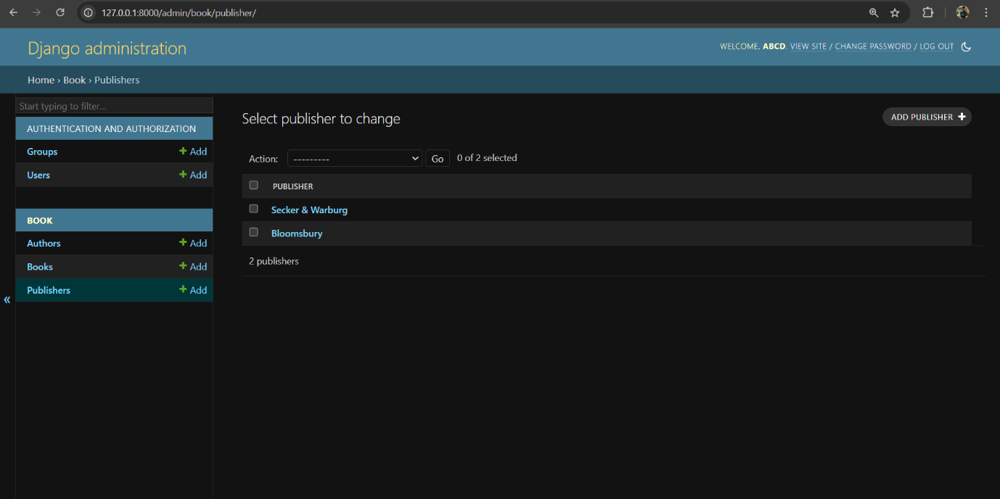 127.0.0.1:8000/admin/book/publisher/
Django administration
WELCOME, ABCD. VIEW SITE / CHANGE PASSWORD / LOG OUT
Home › Book › Publishers
Start typing to filter...
AUTHENTICATION AND AUTHORIZATION
Groups + Add
Users + Add
BOOK
Authors + Add
Books + Add
Publishers + Add
«
Select publisher to change
ADD PUBLISHER +
Action: --------- Go 0 of 2 selected
PUBLISHER
Secker & Warburg
Bloomsbury
2 publishers